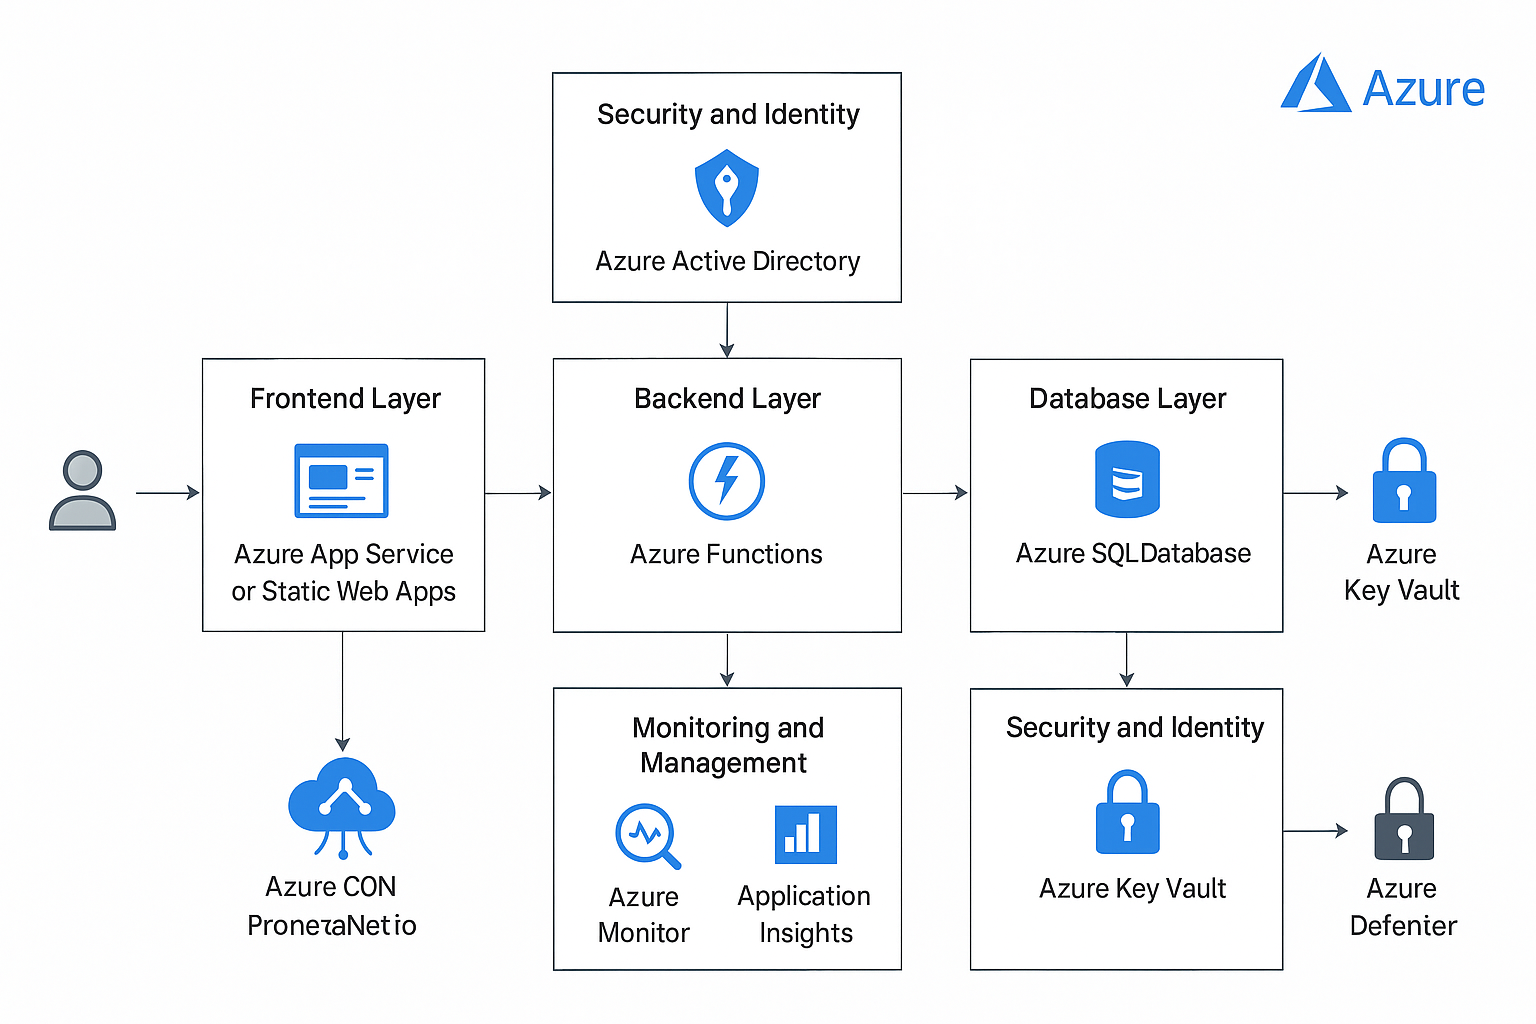 Azure
Security and Identity
Azure Active Directory
Frontend Layer
Azure App Service
or Static Web Apps
Backend Layer
Azure Functions
Database Layer
Azure SQLDatabase
Azure
Key Vault
Azure CON
PronezaNetio
Monitoring and
Management
Azure
Monitor
Application
Insights
Security and Identity
Azure Key Vault
Azure
Defenter